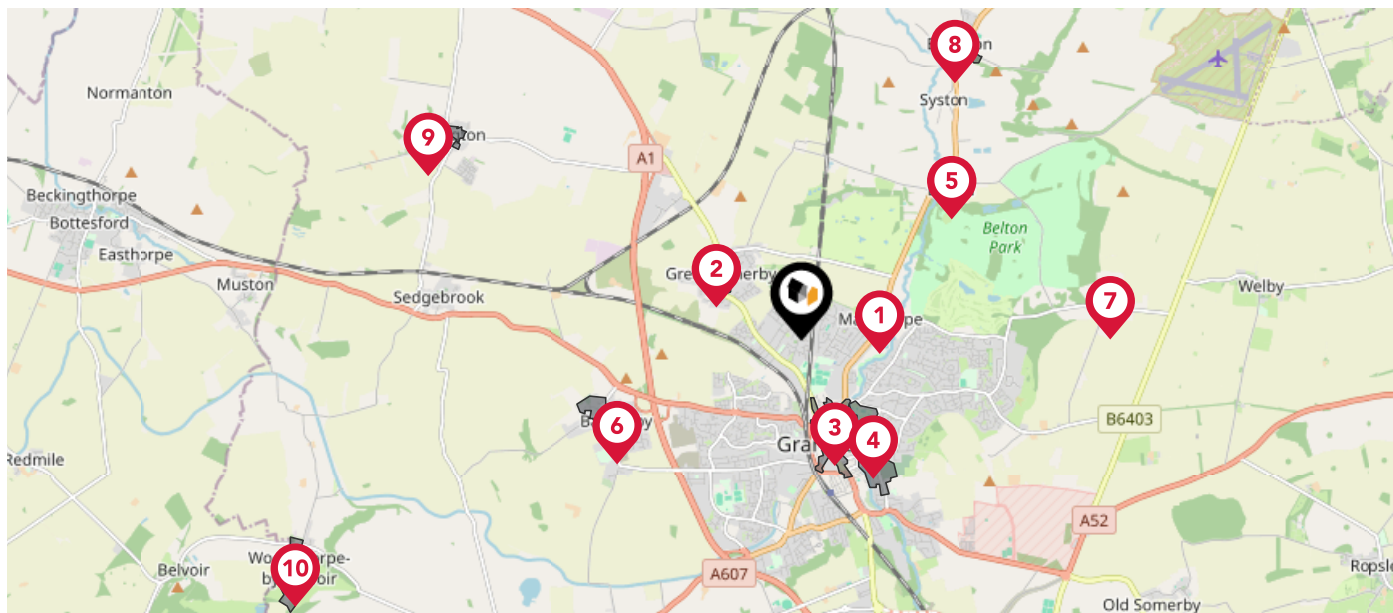 8
Syston
Normanton
9
A1
5
Beckingthorpe
Bottesford
Belton
Park
Easthorpe
2
Muston
Sedgebrook
Welby
7
1
B6403
6
3
4
Redmile
A52
10
Belvoir
A607
Old Somerby